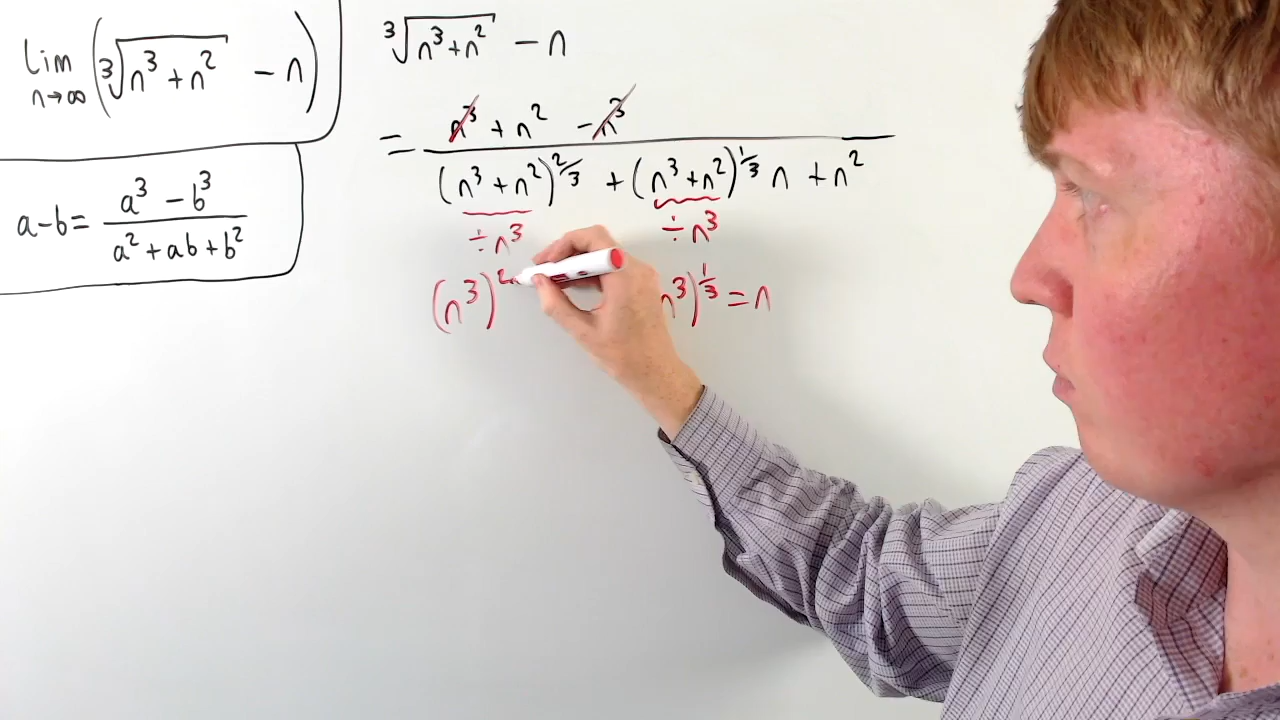 lim n→∞ (∛(n³ + n²) − n)
a − b = (a³ − b³) / (a² + ab + b²)
∛(n³ + n²) − n
= (n³ + n² − n³) / ((n³ + n²)^(2/3) + (n³ + n²)^(1/3) n + n²)
÷ n³ ÷ n³
(n³)^2 n³)^(1/3) = n